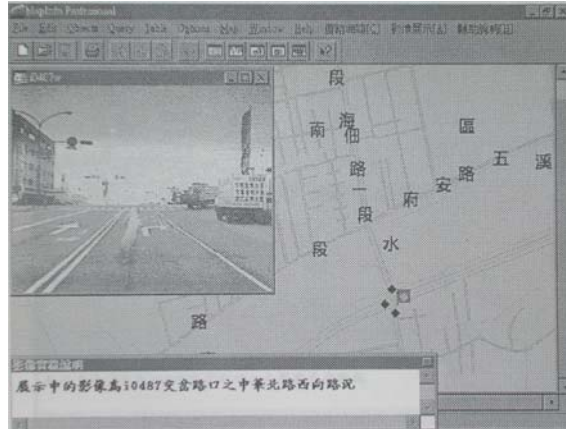 MapInfo Professional
File Edit Objects Query Table Options Map Window Help
段
南
海佃路一段
區
五
溪
安
路
府
段
水
路
展示中的影像為i0487交岔路口之中華北路西向路況